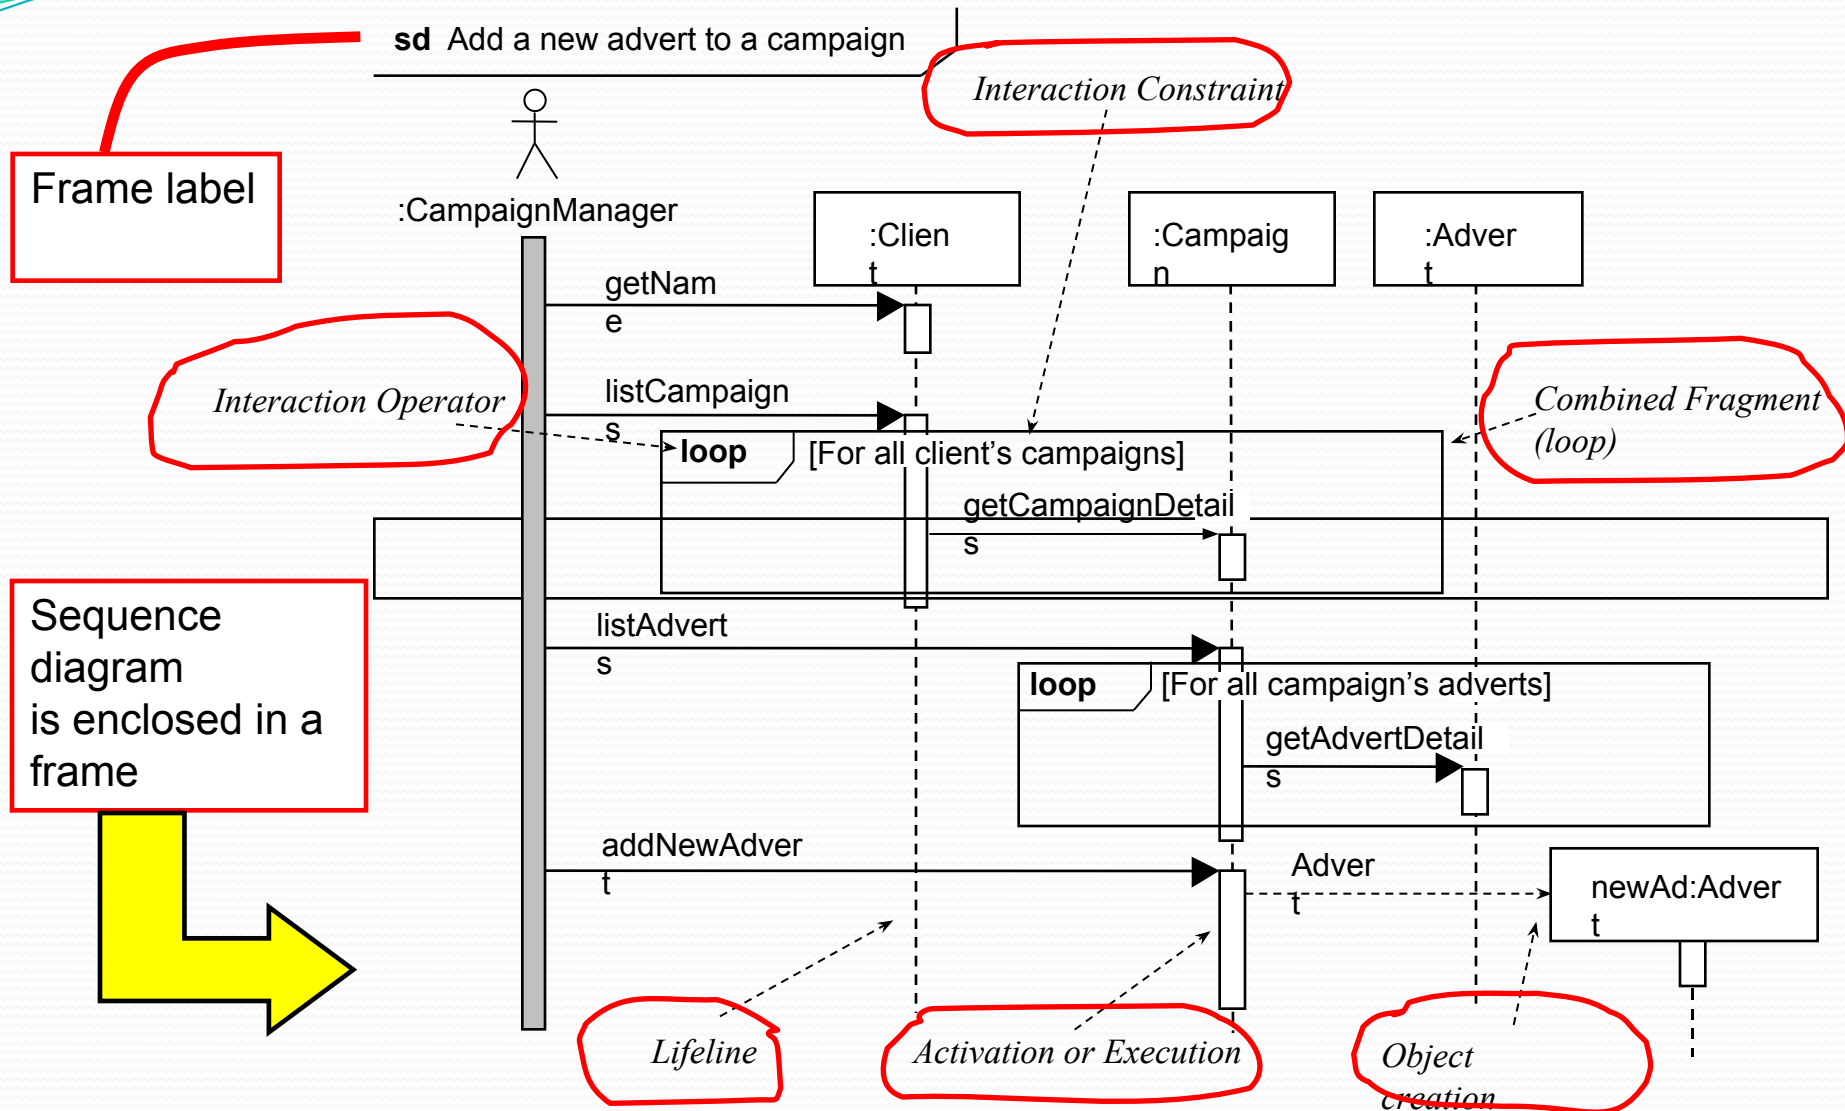 sd Add a new advert to a campaign
Interaction Constraint
Frame label
:CampaignManager
:Clien
t
:Campaig
n
:Adver
t
getNam
e
Interaction Operator
listCampaign
s
Combined Fragment
(loop)
loop [For all client's campaigns]
getCampaignDetail
s
Sequence
diagram
is enclosed in a
frame
listAdvert
s
loop [For all campaign's adverts]
getAdvertDetail
s
addNewAdver
t
Adver
t
newAd:Adver
t
Lifeline
Activation or Execution
Object
creation